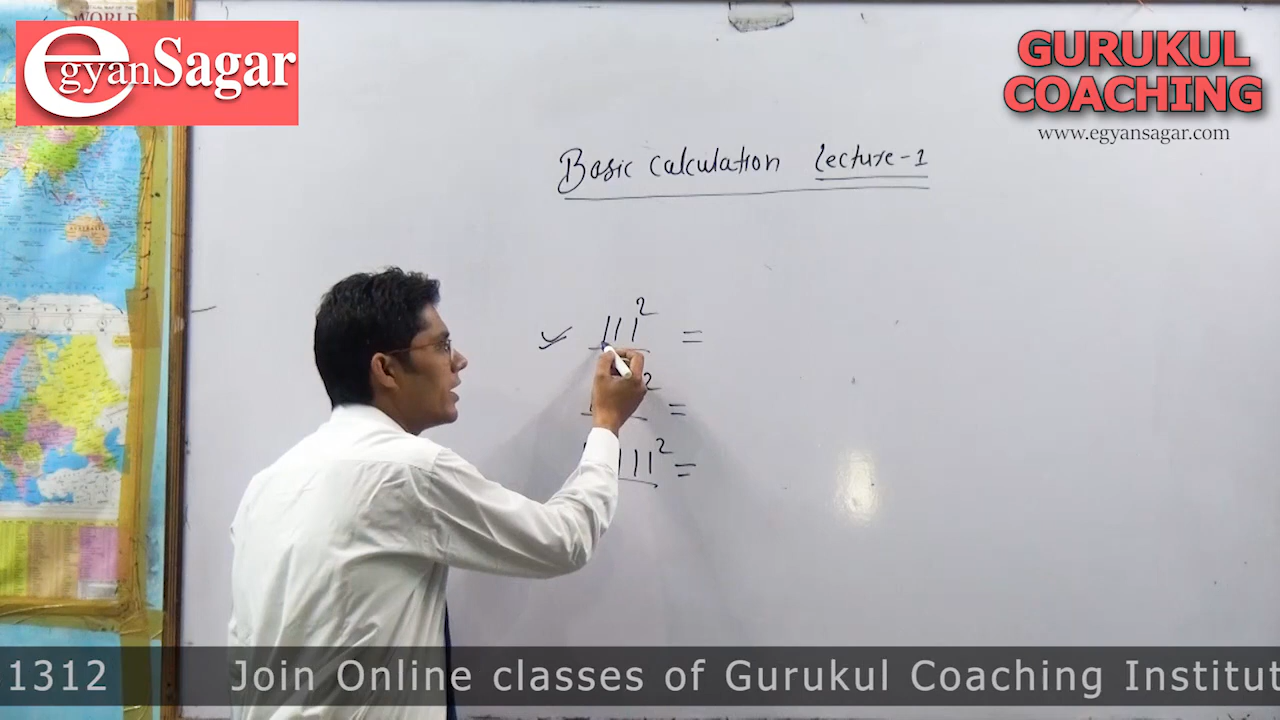 WORLD
egyanSagar
GURUKUL
COACHING
www.egyansagar.com
Basic Calculation Lecture-1
111² =
² =
111² =
1312 Join Online classes of Gurukul Coaching Institut